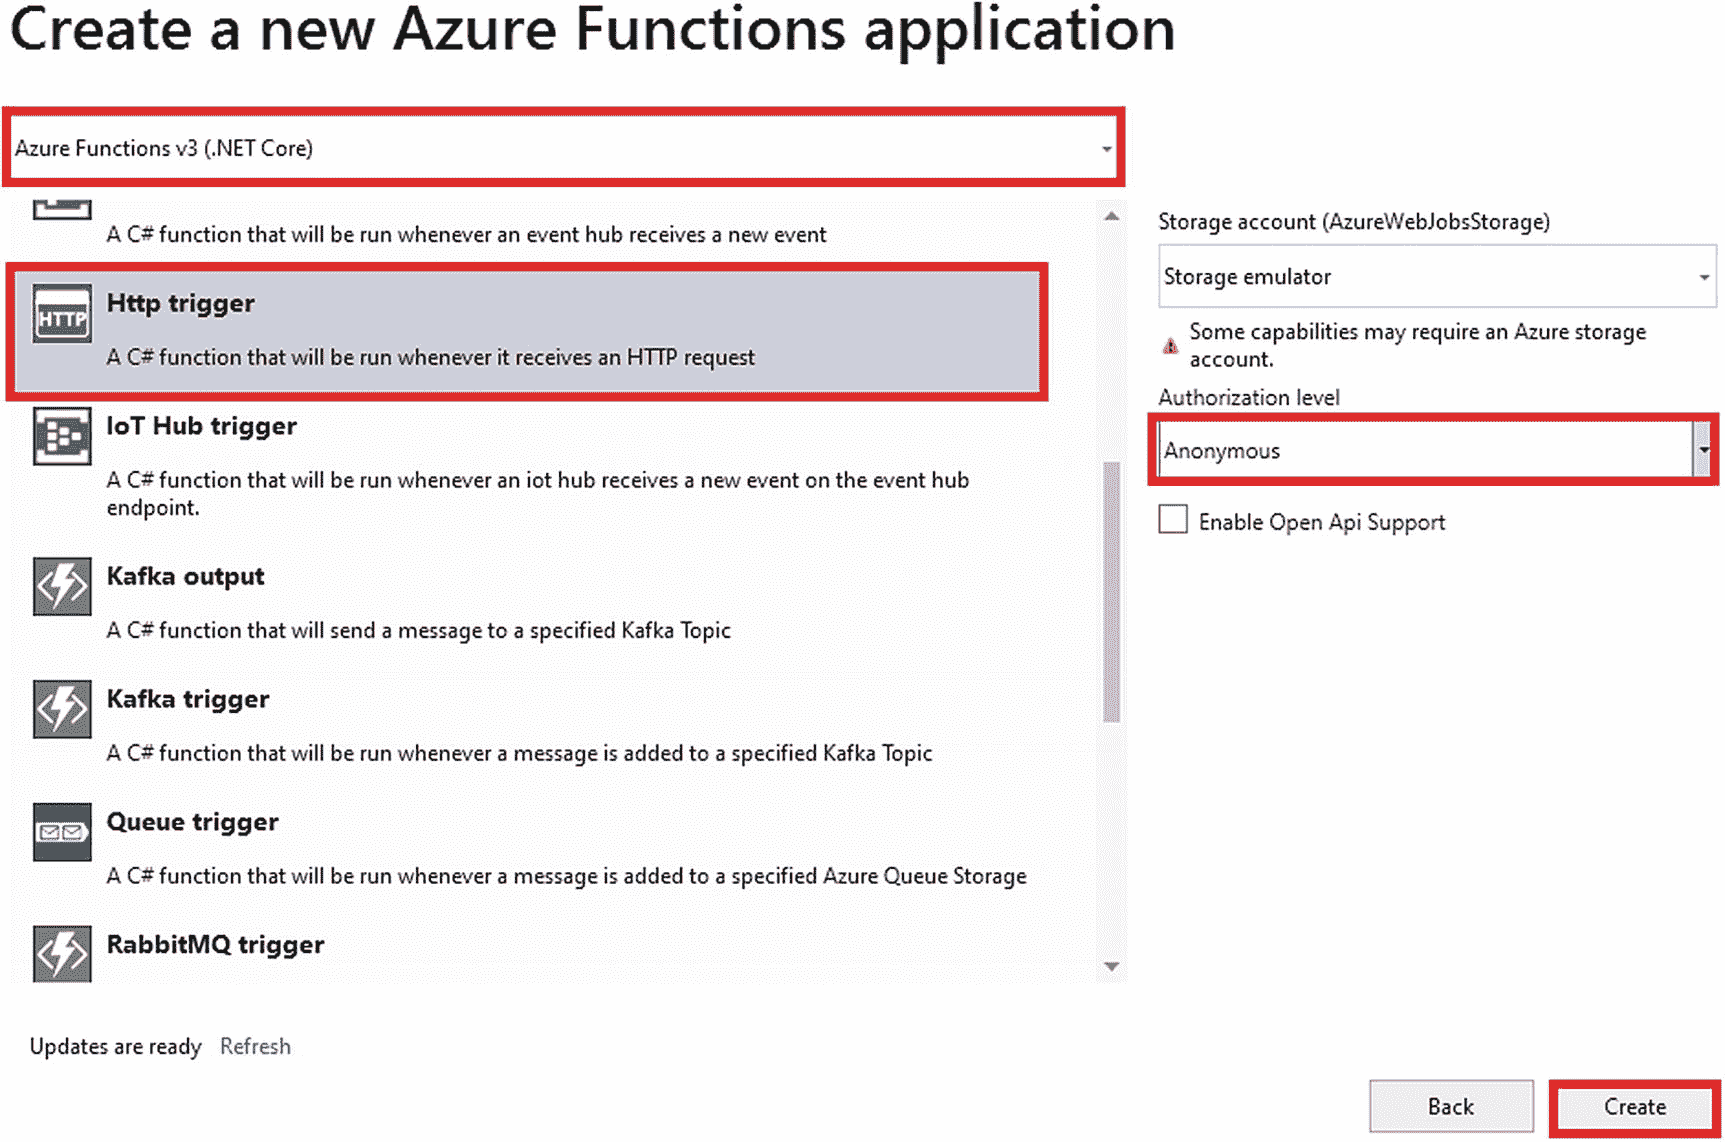 Create a new Azure Functions application
Azure Functions v3 (.NET Core)
A C# function that will be run whenever an event hub receives a new event
HTTP
Http trigger
A C# function that will be run whenever it receives an HTTP request
IoT Hub trigger
A C# function that will be run whenever an iot hub receives a new event on the event hub
endpoint.
Kafka output
A C# function that will send a message to a specified Kafka Topic
Kafka trigger
A C# function that will be run whenever a message is added to a specified Kafka Topic
Queue trigger
A C# function that will be run whenever a message is added to a specified Azure Queue Storage
RabbitMQ trigger
Storage account (AzureWebJobsStorage)
Storage emulator
Some capabilities may require an Azure storage
account.
Authorization level
Anonymous
Enable Open Api Support
Updates are ready Refresh
Back
Create